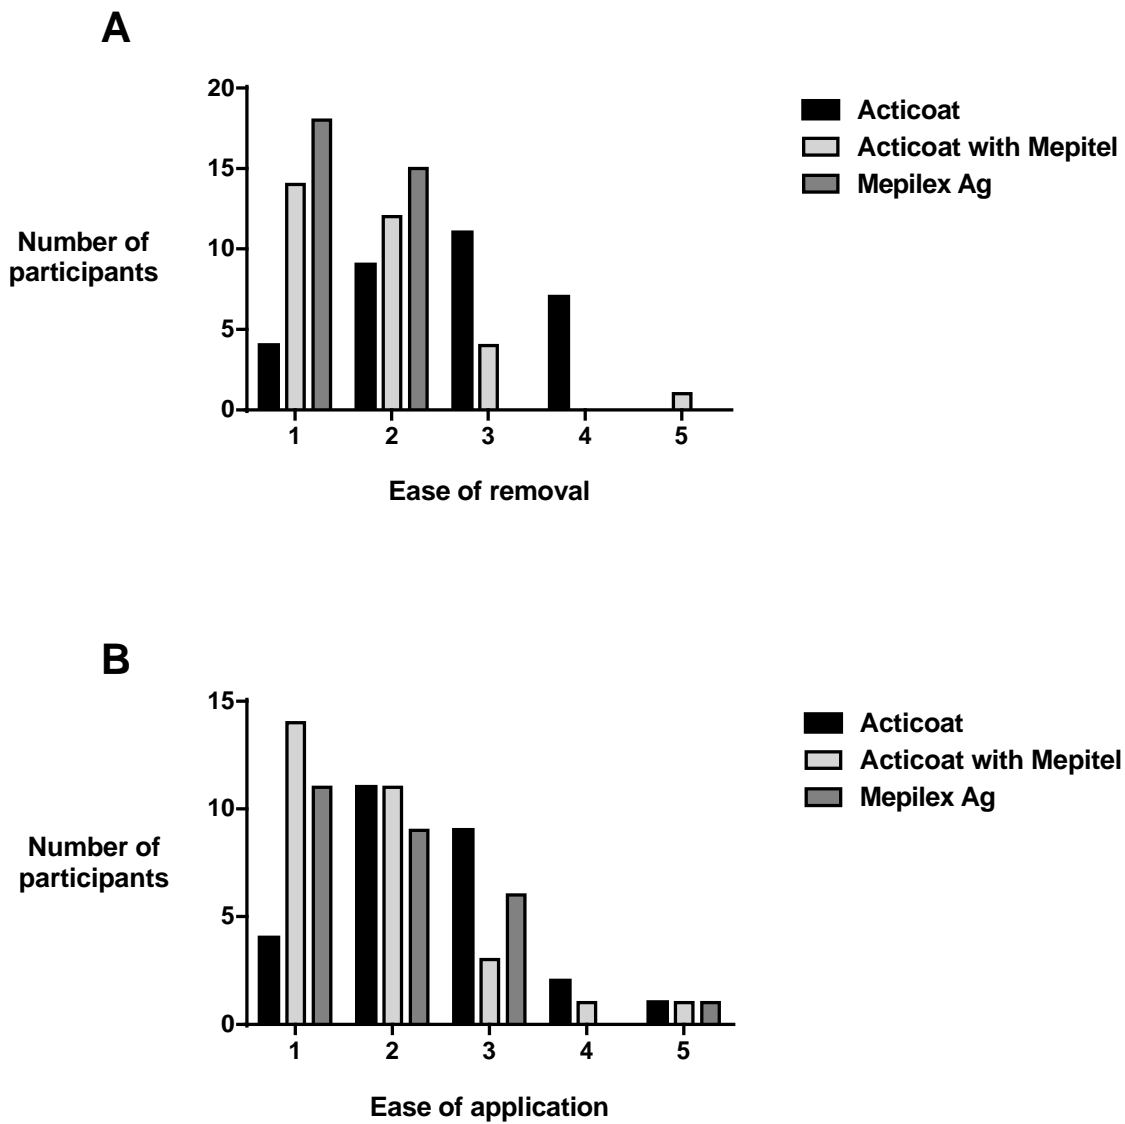 A
20
15
10
5
0
Number of
participants
1 2 3 4 5
Ease of removal
Acticoat
Acticoat with Mepitel
Mepilex Ag
B
15
10
5
0
Number of
participants
1 2 3 4 5
Ease of application
Acticoat
Acticoat with Mepitel
Mepilex Ag